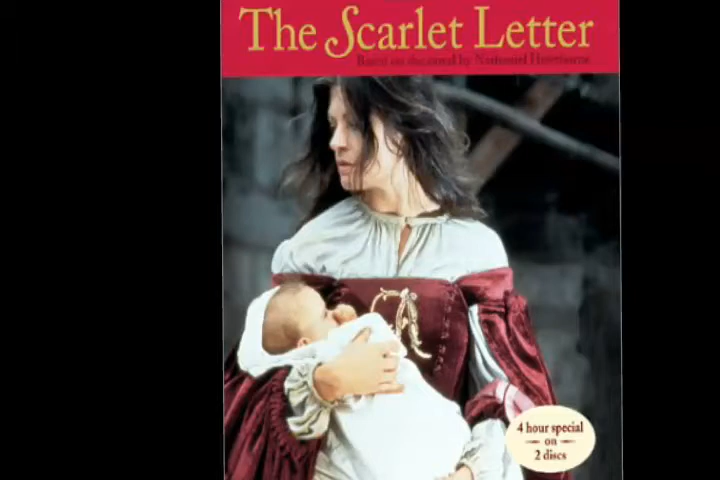 The Scarlet Letter
Based on the novel by Nathaniel Hawthorne
4 hour special
on
2 discs